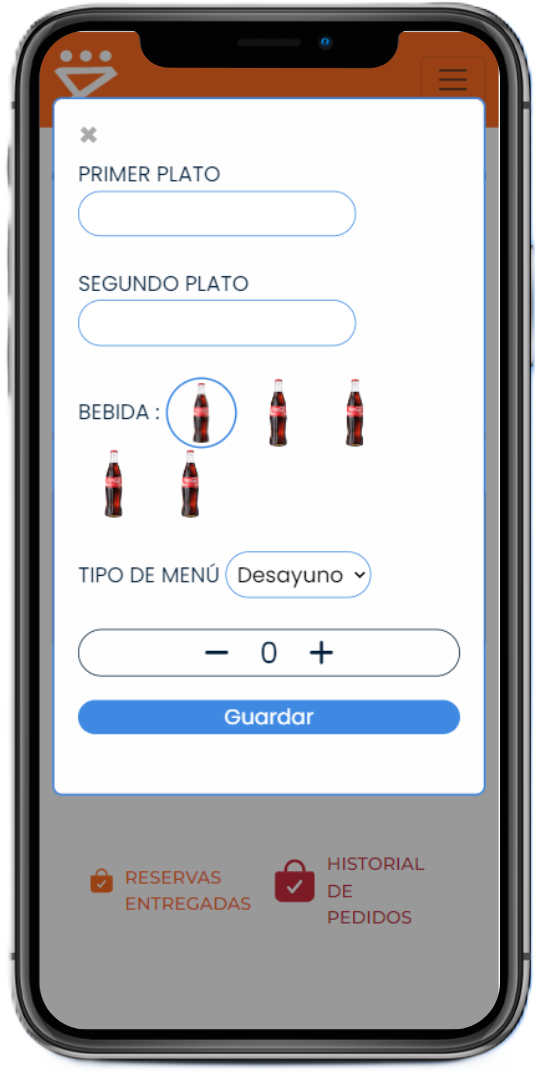 PRIMER PLATO
SEGUNDO PLATO
BEBIDA :
TIPO DE MENÚ Desayuno
0
Guardar
RESERVAS
ENTREGADAS
HISTORIAL
DE
PEDIDOS